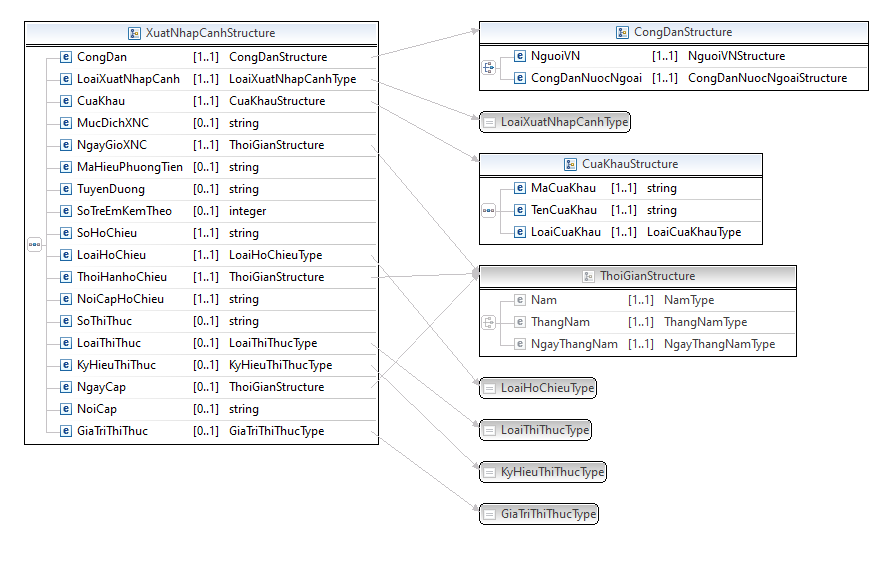 XuatNhapCanhStructure
CongDan [1..1] CongDanStructure
LoaiXuatNhapCanh [1..1] LoaiXuatNhapCanhType
CuaKhau [1..1] CuaKhauStructure
MucDichXNC [0..1] string
NgayGioXNC [1..1] ThoiGianStructure
MaHieuPhuongTien [0..1] string
TuyenDuong [0..1] string
SoTreEmKemTheo [0..1] integer
SoHoChieu [1..1] string
LoaiHoChieu [1..1] LoaiHoChieuType
ThoiHanhoChieu [1..1] ThoiGianStructure
NoiCapHoChieu [1..1] string
SoThiThuc [0..1] string
LoaiThiThuc [0..1] LoaiThiThucType
KyHieuThiThuc [0..1] KyHieuThiThucType
NgayCap [0..1] ThoiGianStructure
NoiCap [0..1] string
GiaTriThiThuc [0..1] GiaTriThiThucType
CongDanStructure
NguoiVN [1..1] NguoiVNStructure
CongDanNuocNgoai [1..1] CongDanNuocNgoaiStructure
LoaiXuatNhapCanhType
CuaKhauStructure
MaCuaKhau [1..1] string
TenCuaKhau [1..1] string
LoaiCuaKhau [1..1] LoaiCuaKhauType
ThoiGianStructure
Nam [1..1] NamType
ThangNam [1..1] ThangNamType
NgayThangNam [1..1] NgayThangNamType
LoaiHoChieuType
LoaiThiThucType
KyHieuThiThucType
GiaTriThiThucType